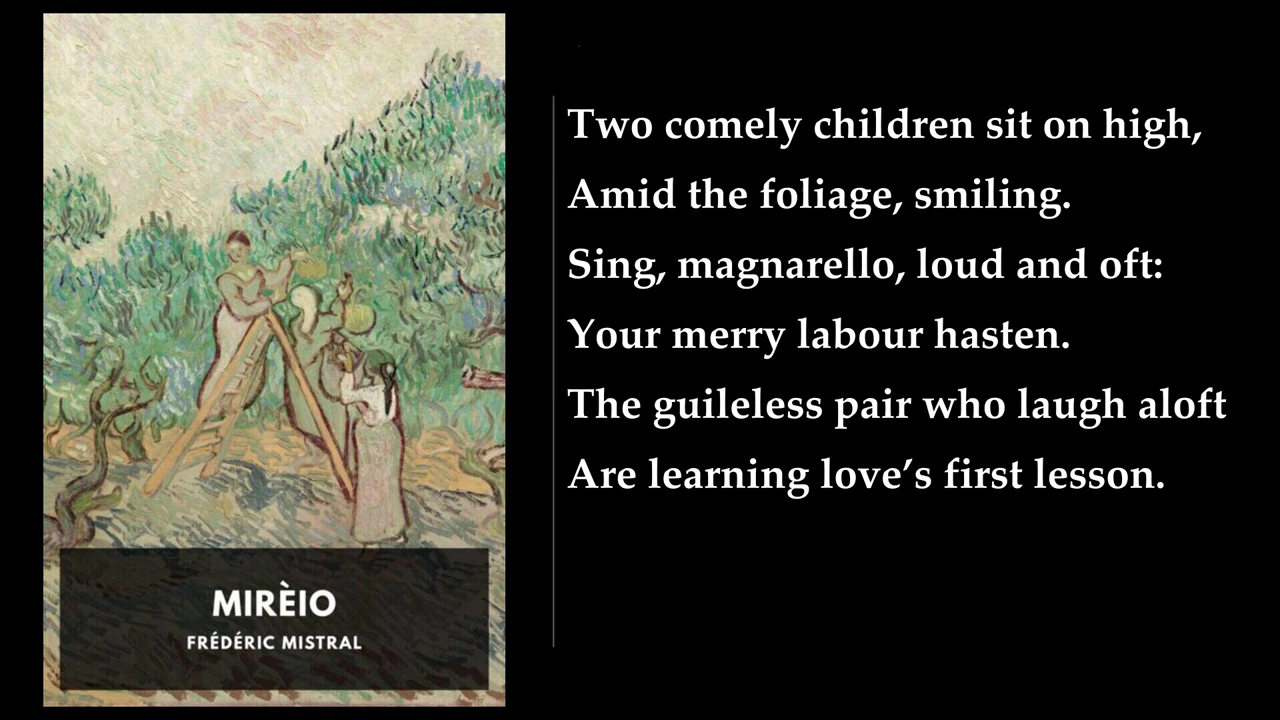 MIRÈIO
FRÉDÉRIC MISTRAL
Two comely children sit on high,
Amid the foliage, smiling.
Sing, magnarello, loud and oft:
Your merry labour hasten.
The guileless pair who laugh aloft
Are learning love’s first lesson.